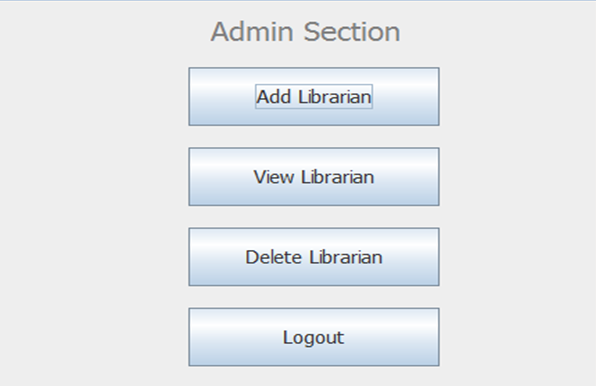 Admin Section
Add Librarian
View Librarian
Delete Librarian
Logout